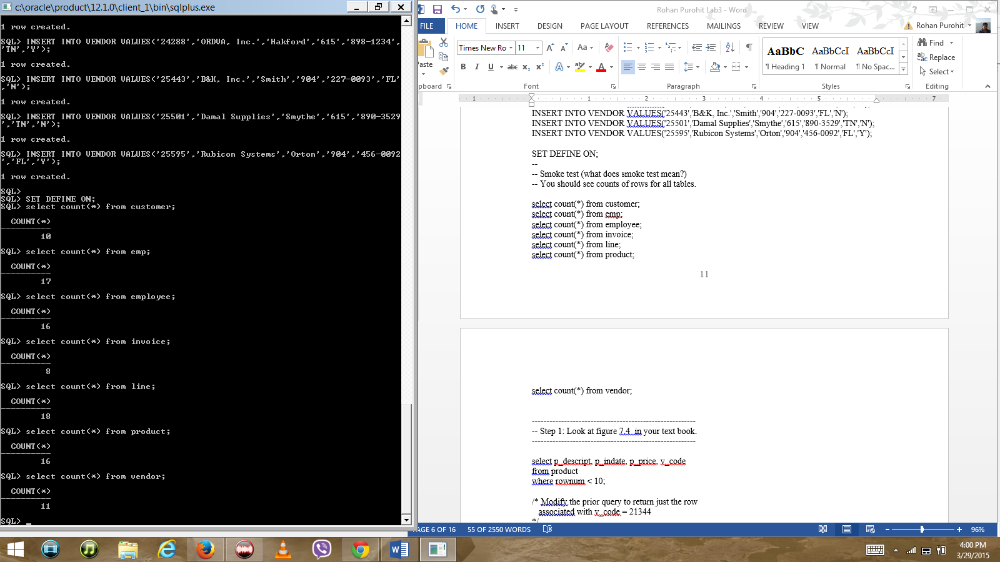 c:\oracle\product\12.1.0\client_1\bin\sqlplus.exe
1 row created.
SQL> INSERT INTO VENDOR VALUES('24288','ORDVA, Inc.','Hakford','615','898-1234',
'TN','Y');
1 row created.
SQL> INSERT INTO VENDOR VALUES('25443','B&K, Inc.','Smith','904','227-0093','FL'
,'N');
1 row created.
SQL> INSERT INTO VENDOR VALUES('25501','Damal Supplies','Smythe','615','890-3529
','TN','N');
1 row created.
SQL> INSERT INTO VENDOR VALUES('25595','Rubicon Systems','Orton','904','456-0092
','FL','Y');
1 row created.
SQL>
SQL> SET DEFINE ON;
SQL> select count(*) from customer;
COUNT(*)
----------
10
SQL> select count(*) from emp;
COUNT(*)
----------
17
SQL> select count(*) from employee;
COUNT(*)
----------
16
SQL> select count(*) from invoice;
COUNT(*)
----------
8
SQL> select count(*) from line;
COUNT(*)
----------
18
SQL> select count(*) from product;
COUNT(*)
----------
16
SQL> select count(*) from vendor;
COUNT(*)
----------
11
SQL> _
Rohan Purohit Lab3 - Word
FILE HOME INSERT DESIGN PAGE LAYOUT REFERENCES MAILINGS REVIEW VIEW Rohan Purohit
Times New Ro 11
Paste
B I U abc x₂ x²
AaBbC AaBbCcI AaBbCcI
¶ Heading 1 ¶ Normal ¶ No Spac...
Find
Replace
Select
pboard Font Paragraph Styles Editing
1 1 2 3 4 5 7
INSERT INTO VENDOR VALUES('25443','B&K, Inc.','Smith','904','227-0093','FL','N');
INSERT INTO VENDOR VALUES('25501','Damal Supplies','Smythe','615','890-3529','TN','N');
INSERT INTO VENDOR VALUES('25595','Rubicon Systems','Orton','904','456-0092','FL','Y');
SET DEFINE ON;
--
-- Smoke test (what does smoke test mean?)
-- You should see counts of rows for all tables.
select count(*) from customer;
select count(*) from emp;
select count(*) from employee;
select count(*) from invoice;
select count(*) from line;
select count(*) from product;
11
select count(*) from vendor;
---------------------------------------------------------
-- Step 1: Look at figure 7.4 in your text book.
---------------------------------------------------------
select p_descript, p_indate, p_price, v_code
from product
where rownum < 10;
/* Modify the prior query to return just the row
associated with v_code = 21344
*/
PAGE 6 OF 16 55 OF 2550 WORDS 96%
4:00 PM
3/29/2015